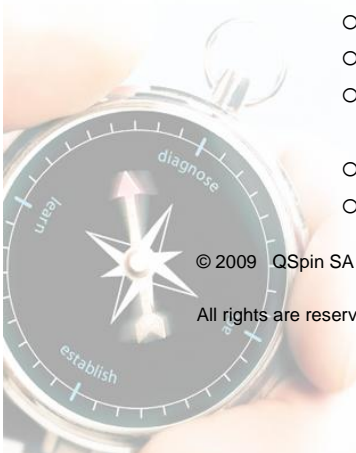 diagnose
learn
© 2009 QSpin SA
All rights are reserv
establish